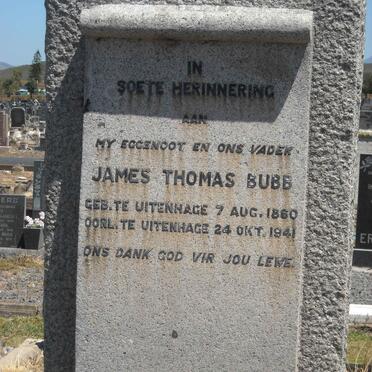 IN
SOETE HERINNERING
AAN
MY EGGENOOT EN ONS VADER
JAMES THOMAS BUBB
GEB. TE UITENHAGE 7 AUG. 1860
OORL. TE UITENHAGE 24 OKT. 1941
ONS DANK GOD VIR JOU LEWE.